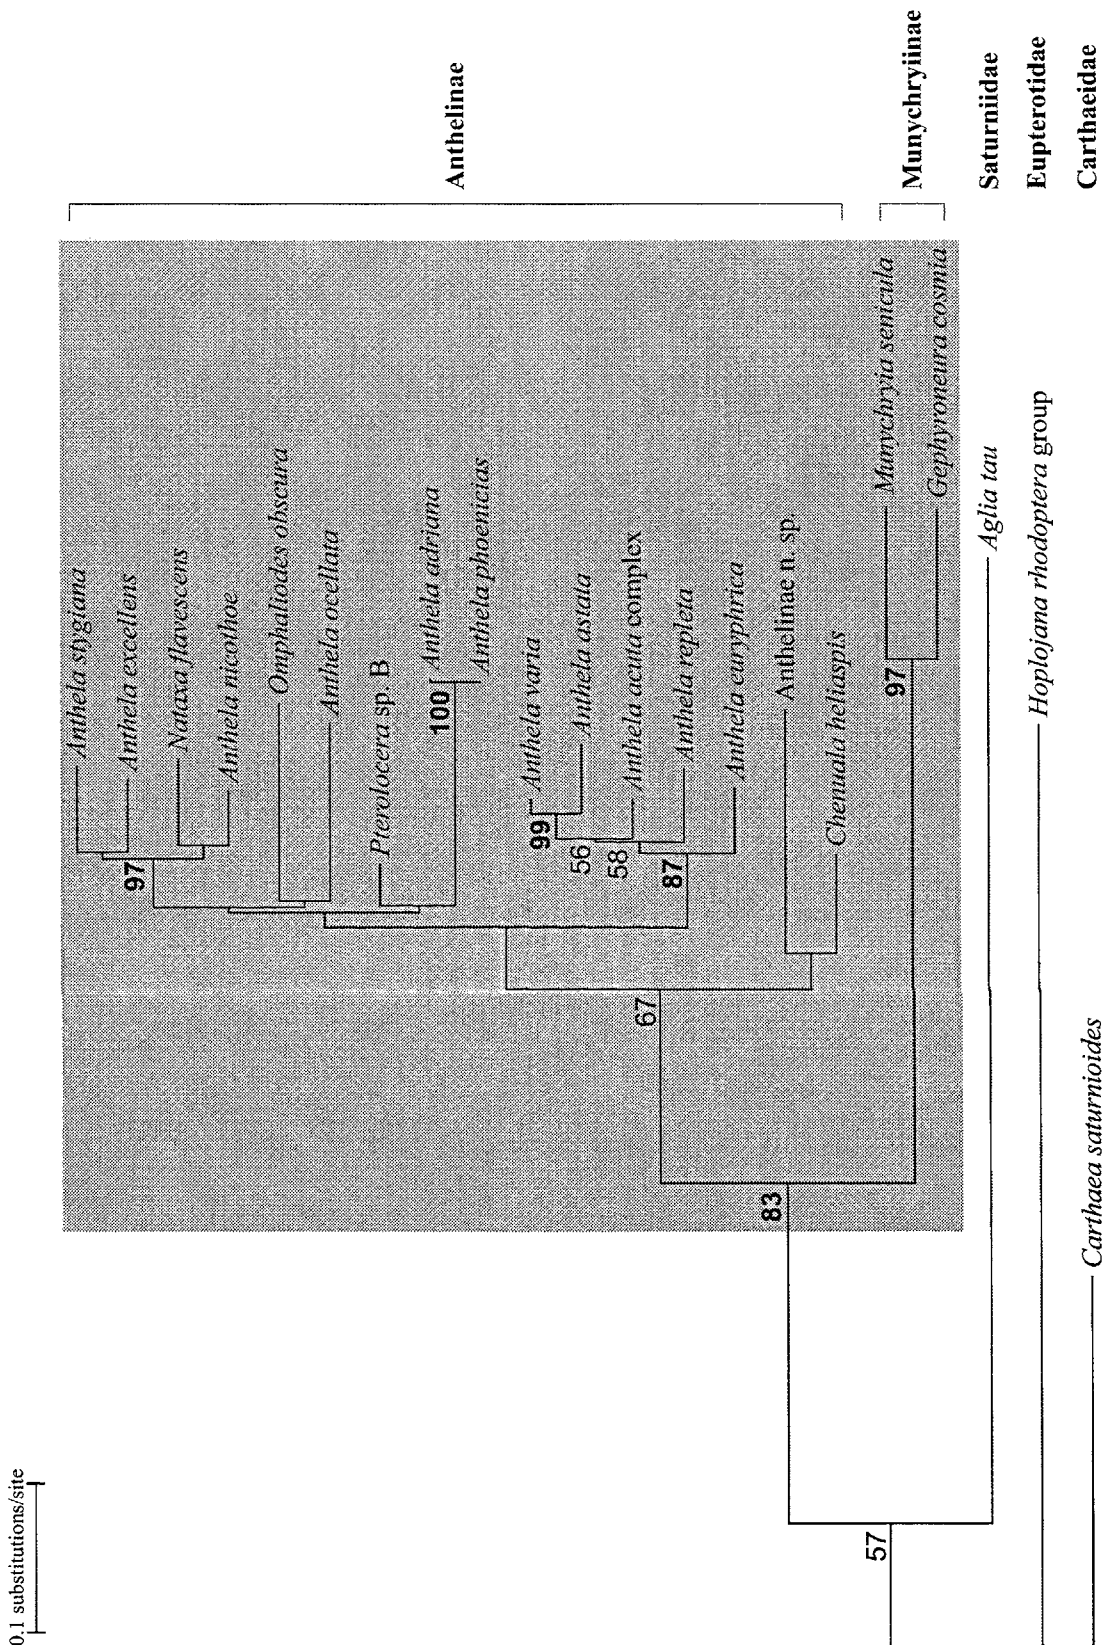 0.1 substitutions/site
Anthela stygiana
Anthela excellens
97
Nataxa flavescens
Anthela nicothoe
Omphaliodes obscura
Anthela ocellata
Pterolocera sp. B
Anthela adriana
100
Anthela phoenicias
Anthela varia
99
Anthela astata
56
Anthela acuta complex
58
Anthela repleta
87
Anthela euryphrica
67
Anthelinae n. sp.
Chenuala heliaspis
83
Munychryia senicula
97
Gephyroneura cosmia
57
Aglia tau
Hoplojana rhodoptera group
Carthaea saturnioides
Anthelinae
Munychryiinae
Saturniidae
Eupterotidae
Carthaeidae